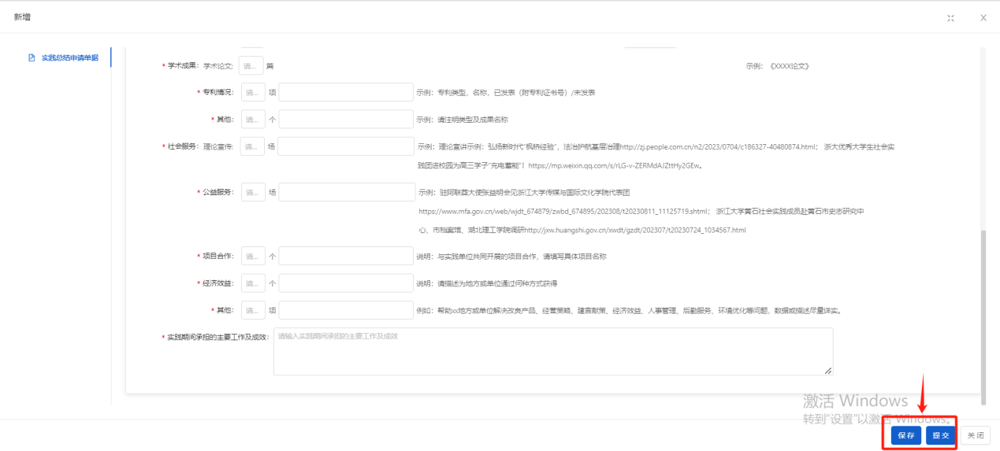 新增
实践总结申请单据
* 学术成果: 学术论文: 请... 篇 示例: 《XXXX论文》
* 专利情况: 请... 项 示例: 专利类型, 名称, 已发表 (附专利证书号) /未发表
* 其他: 请... 个 示例: 请注明类型及成果名称
* 社会服务: 理论宣传: 请... 场 示例: 理论宣讲示例: 弘扬新时代"枫桥经验", 法治护航基层治理http://zj.people.com.cn/n2/2023/0704/c186327-40480874.html; 浙大优秀大学生社会实
践团进校园为高三学子"充电蓄能"! https://mp.weixin.qq.com/s/rLG-v-ZERMdAJZttHy2GEw。
* 公益服务: 请... 场 示例: 驻阿联酋大使张益明会见浙江大学传媒与国际文化学院代表团
https://www.mfa.gov.cn/web/wjdt_674879/zwbd_674895/202308/t20230811_11125719.shtml; 浙江大学黄石社会实践成员赴黄石市史志研究中
心、市档案馆、湖北理工学院调研http://jxw.huangshi.gov.cn/xwdt/gzdt/202307/t20230724_1034567.html
* 项目合作: 请... 个 说明: 与实践单位共同开展的项目合作, 请填写具体项目名称
* 经济效益: 请... 个 说明: 请描述为地方或单位通过何种方式获得
* 其他: 请... 项 例如: 帮助xx地方或单位解决改良产品、经营策略、建言献策、经济效益、人事管理、后勤服务、环境优化等问题, 数据或描述尽量详实。
* 实践期间承担的主要工作及成效: 请输入实践期间承担的主要工作及成效
激活 Windows
转到"设置"以激活 Windows。
保存 提交 关闭